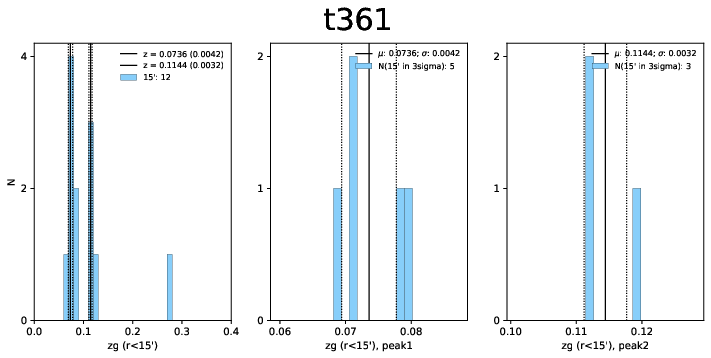 t361
z = 0.0736 (0.0042)
z = 0.1144 (0.0032)
15': 12
N
4
2
0
0.0 0.1 0.2 0.3 0.4
zg (r<15')
μ: 0.0736; σ: 0.0042
N(15' in 3sigma): 5
2
1
0
0.06 0.07 0.08
zg (r<15'), peak1
μ: 0.1144; σ: 0.0032
N(15' in 3sigma): 3
2
1
0
0.10 0.11 0.12
zg (r<15'), peak2